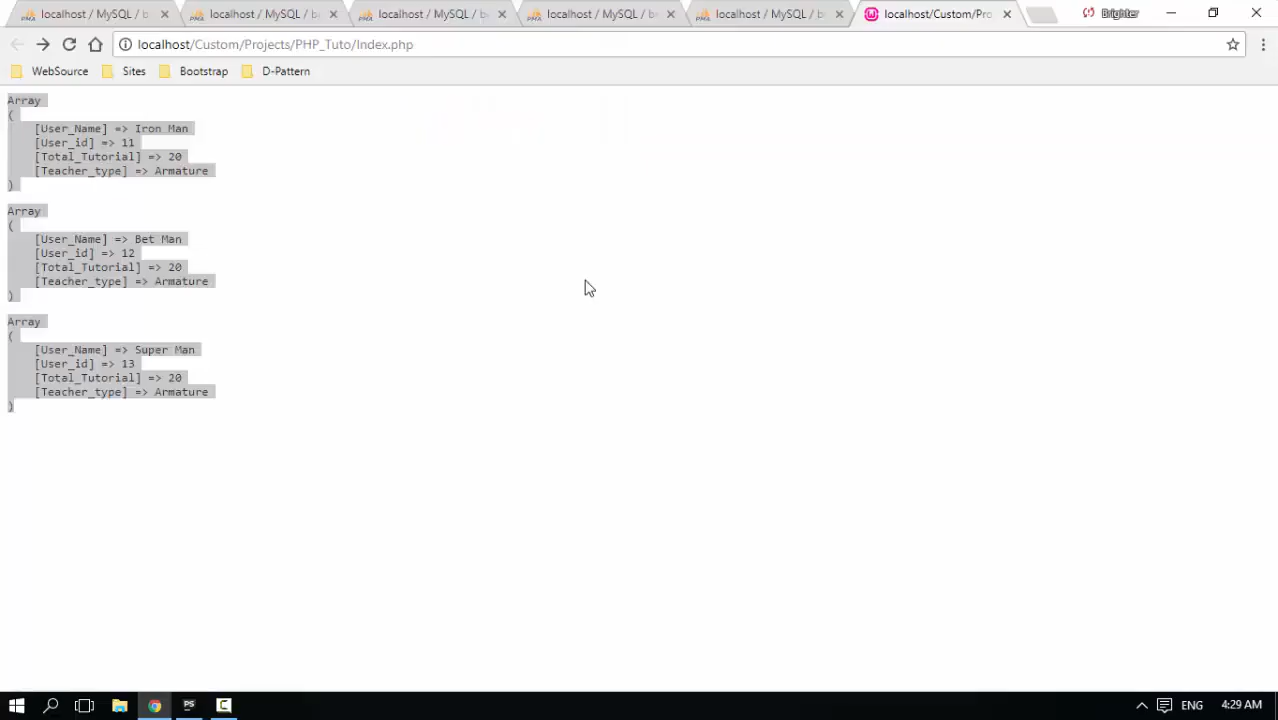 localhost / MySQL / b
localhost / MySQL / b
localhost / MySQL / b
localhost / MySQL / b
localhost / MySQL / b
localhost/Custom/Pro
Brighter
localhost/Custom/Projects/PHP_Tuto/Index.php
WebSource
Sites
Bootstrap
D-Pattern
Array
(
[User_Name] => Iron Man
[User_id] => 11
[Total_Tutorial] => 20
[Teacher_type] => Armature
)
Array
(
[User_Name] => Bet Man
[User_id] => 12
[Total_Tutorial] => 20
[Teacher_type] => Armature
)
Array
(
[User_Name] => Super Man
[User_id] => 13
[Total_Tutorial] => 20
[Teacher_type] => Armature
)
PS
ENG
4:29 AM